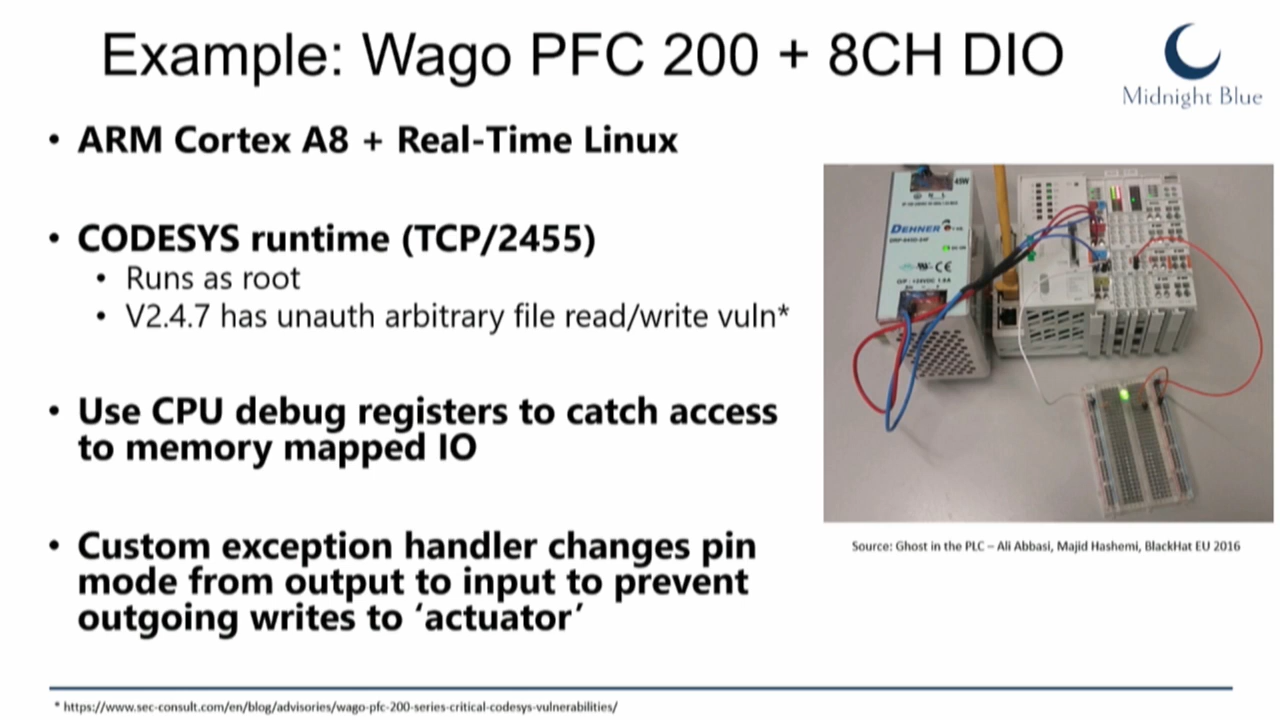 Example: Wago PFC 200 + 8CH DIO
Midnight Blue
• ARM Cortex A8 + Real-Time Linux
• CODESYS runtime (TCP/2455)
• Runs as root
• V2.4.7 has unauth arbitrary file read/write vuln*
• Use CPU debug registers to catch access
to memory mapped IO
• Custom exception handler changes pin
mode from output to input to prevent
outgoing writes to ‘actuator’
45W
DEHNER
CE
Source: Ghost in the PLC – Ali Abbasi, Majid Hashemi, BlackHat EU 2016
* https://www.sec-consult.com/en/blog/advisories/wago-pfc-200-series-critical-codesys-vulnerabilities/